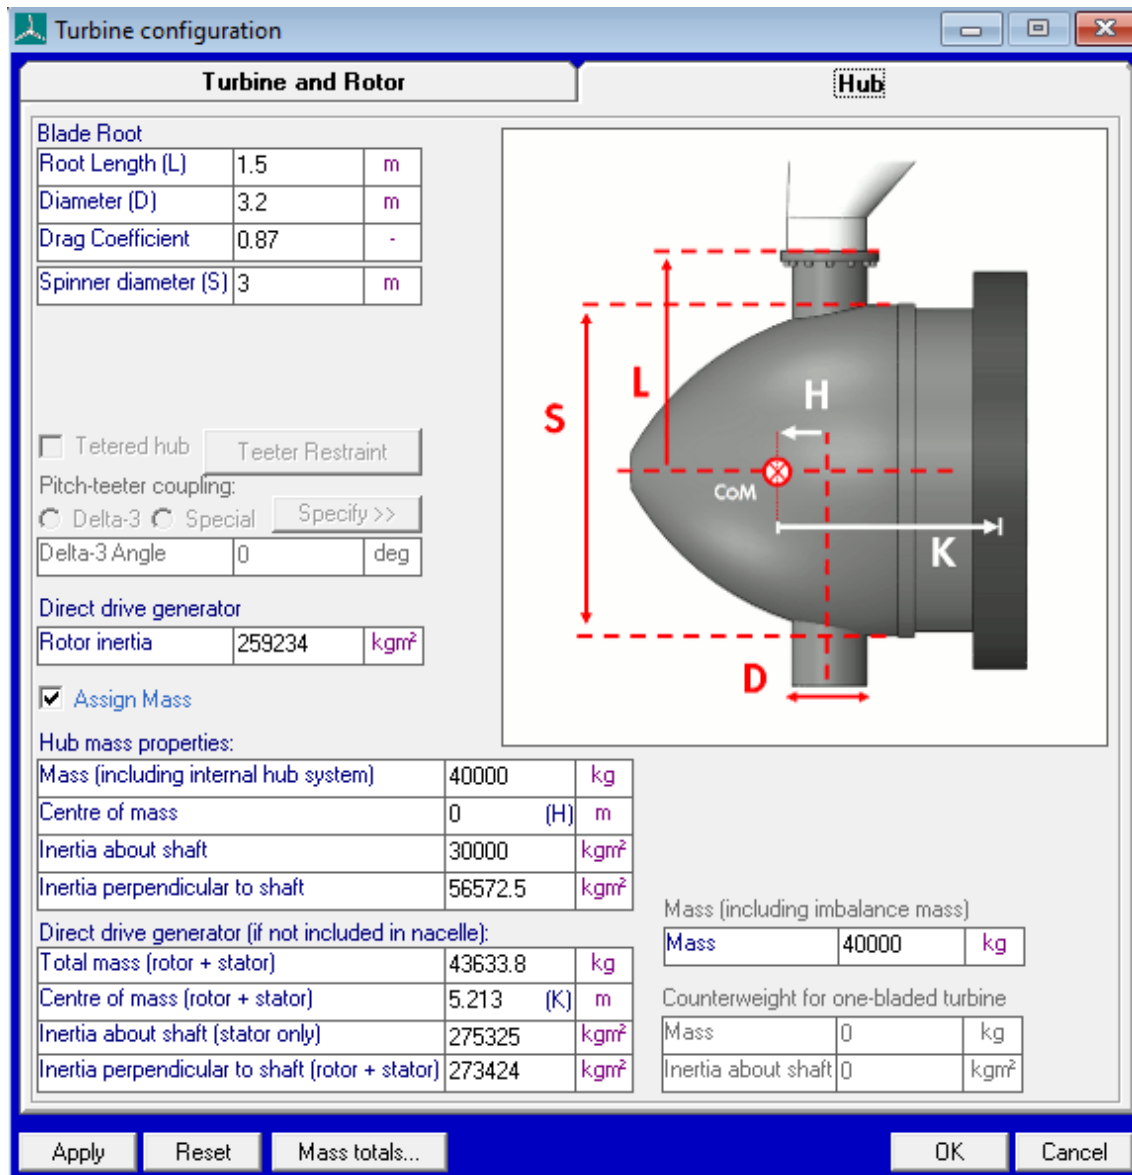 Turbine configuration
Turbine and Rotor
Hub
Blade Root
Root Length (L) 1.5 m
Diameter (D) 3.2 m
Drag Coefficient 0.87 -
Spinner diameter (S) 3 m
L
H
S
CoM
K
D
Tetered hub
Teeter Restraint
Pitch-teeter coupling:
Delta-3 Special Specify >>
Delta-3 Angle 0 deg
Direct drive generator
Rotor inertia 259234 kgm²
Assign Mass
Hub mass properties:
Mass (including internal hub system) 40000 kg
Centre of mass 0 (H) m
Inertia about shaft 30000 kgm²
Inertia perpendicular to shaft 56572.5 kgm²
Direct drive generator (if not included in nacelle):
Total mass (rotor + stator) 43633.8 kg
Centre of mass (rotor + stator) 5.213 (K) m
Inertia about shaft (stator only) 275325 kgm²
Inertia perpendicular to shaft (rotor + stator) 273424 kgm²
Mass (including imbalance mass)
Mass 40000 kg
Counterweight for one-bladed turbine
Mass 0 kg
Inertia about shaft 0 kgm²
Apply Reset Mass totals... OK Cancel